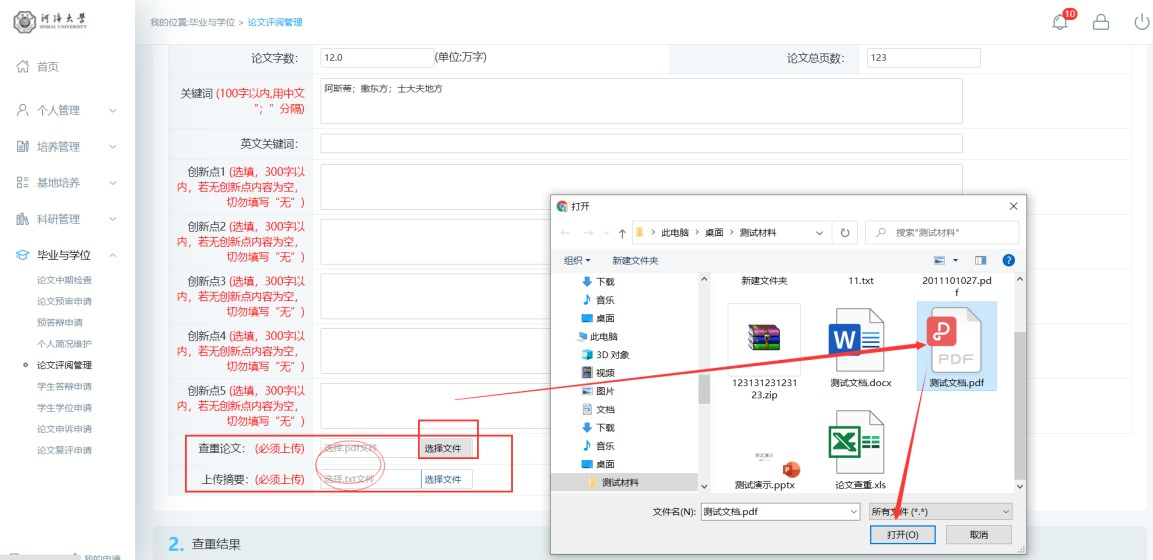 河海大学
HOHAI UNIVERSITY
我的位置:毕业与学位 > 论文评阅管理
10
首页
个人管理
培养管理
基地培养
科研管理
毕业与学位
论文中期检查
论文预审申请
预答辩申请
个人简况维护
论文评阅管理
学生答辩申请
学生学位申请
论文申诉申请
论文复评申请
我的申请
论文字数：
12.0
(单位:万字)
论文总页数：
123
关键词 (100字以内,用中文
“；”分隔)
阿斯蒂；撒东方；士大夫地方
英文关键词：
创新点1 (选填，300字以
内，若无创新点内容为空，
切勿填写“无”)
创新点2 (选填，300字以
内，若无创新点内容为空，
切勿填写“无”)
创新点3 (选填，300字以
内，若无创新点内容为空，
切勿填写“无”)
创新点4 (选填，300字以
内，若无创新点内容为空，
切勿填写“无”)
创新点5 (选填，300字以
内，若无创新点内容为空，
切勿填写“无”)
查重论文： (必须上传)
选择.pdf文件
选择文件
上传摘要： (必须上传)
选择.txt文件
选择文件
2. 查重结果
打开
此电脑 > 桌面 > 测试材料
搜索"测试材料"
组织
新建文件夹
下载
音乐
桌面
此电脑
3D 对象
视频
图片
文档
下载
音乐
桌面
测试材料
新建文件夹
11.txt
2011101027.pd
f
123131231231
23.zip
测试文档.docx
PDF
测试文档.pdf
测试演示.pptx
论文查重.xls
文件名(N):
测试文档.pdf
所有文件 (*.*)
打开(O)
取消